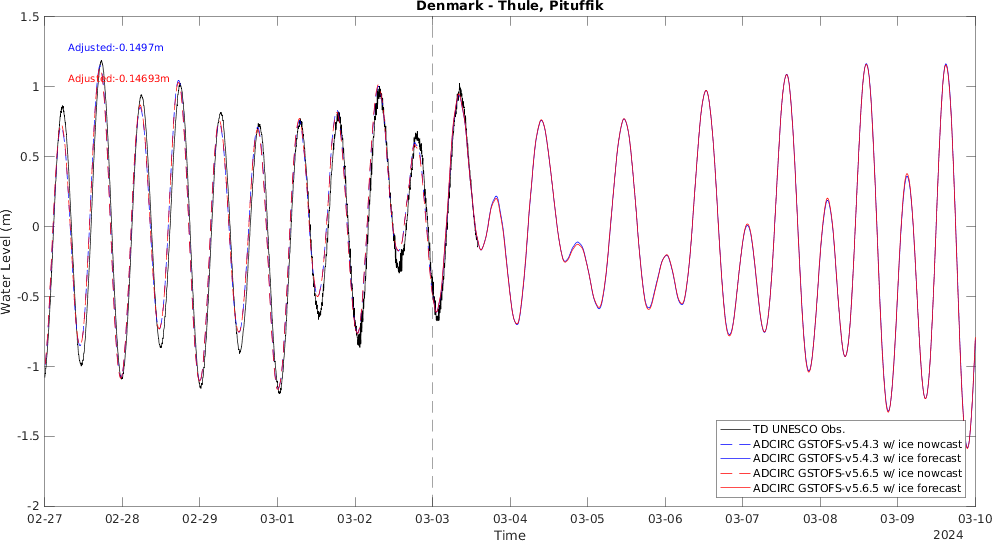 Denmark - Thule, Pituffik
1.5
Adjusted:-0.1497m
Adjusted:-0.14693m
1
0.5
0
-0.5
-1
-1.5
-2
Water Level (m)
TD UNESCO Obs.
ADCIRC GSTOFS-v5.4.3 w/ ice nowcast
ADCIRC GSTOFS-v5.4.3 w/ ice forecast
ADCIRC GSTOFS-v5.6.5 w/ ice nowcast
ADCIRC GSTOFS-v5.6.5 w/ ice forecast
02-27 02-28 02-29 03-01 03-02 03-03 03-04 03-05 03-06 03-07 03-08 03-09 03-10
Time
2024